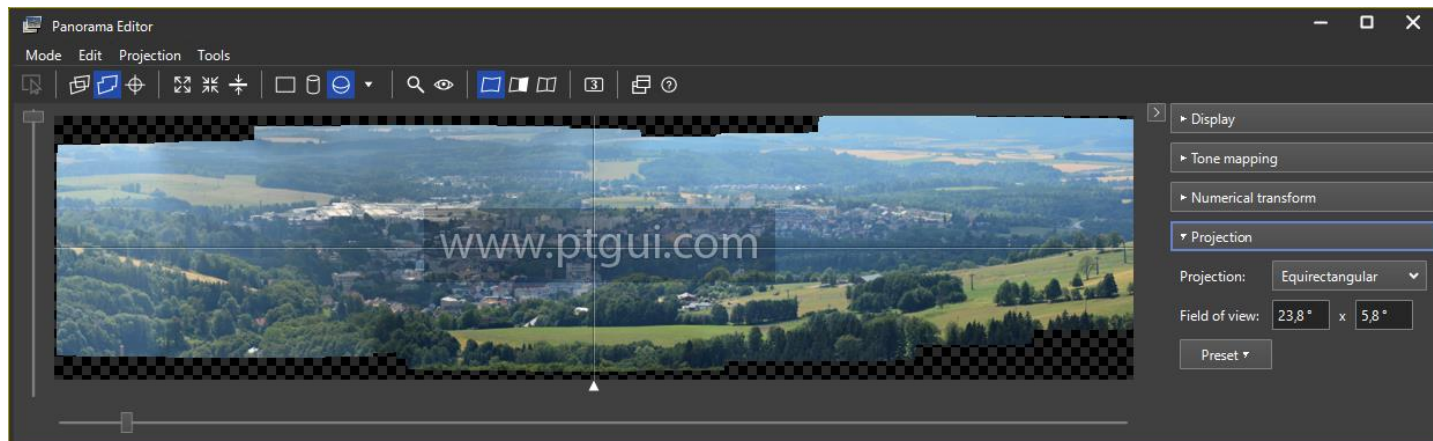 Panorama Editor
Mode Edit Projection Tools
3 ?
Display
Tone mapping
Numerical transform
Projection
Projection: Equirectangular
Field of view: 23,8° x 5,8°
Preset
www.ptgui.com